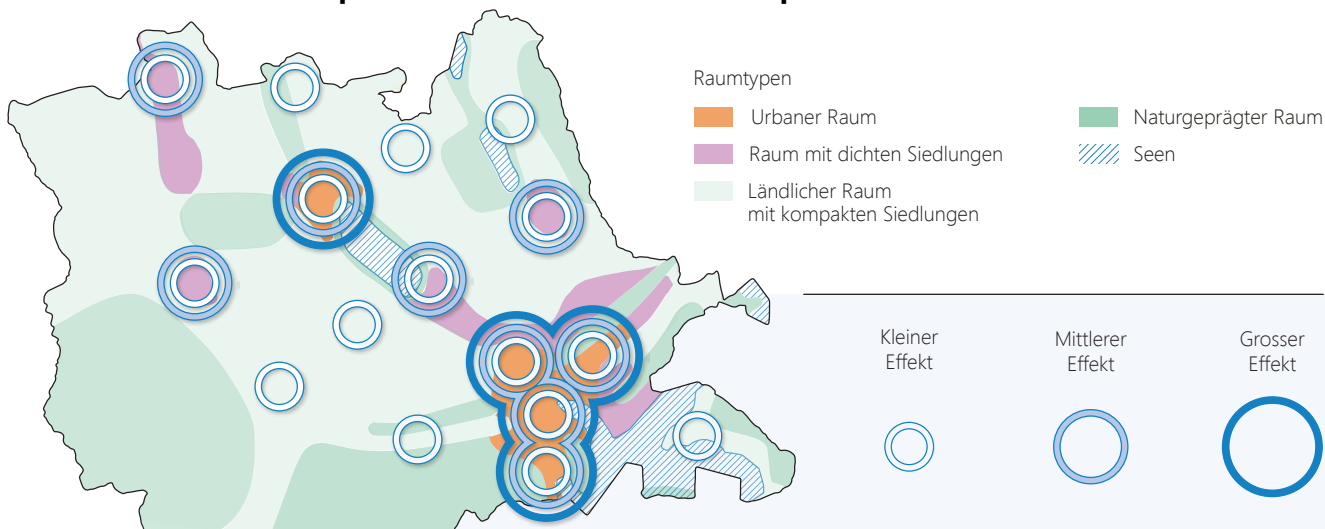 Raumtypen
Urbaner Raum
Raum mit dichten Siedlungen
Ländlicher Raum
mit kompakten Siedlungen
Naturgeprägter Raum
Seen
Kleiner
Effekt
Mittlerer
Effekt
Grosser
Effekt